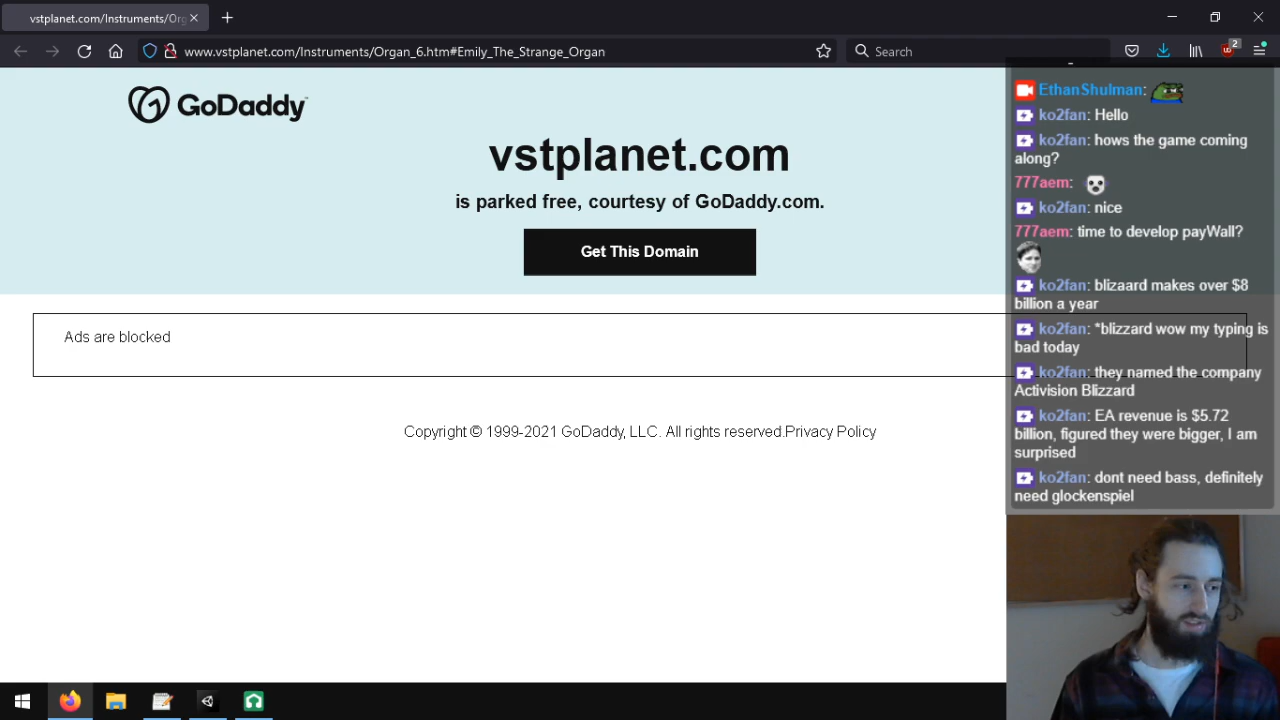 vstplanet.com/Instruments/Org
www.vstplanet.com/Instruments/Organ_6.htm#Emily_The_Strange_Organ
Search
2
GoDaddy
vstplanet.com
is parked free, courtesy of GoDaddy.com.
Get This Domain
Ads are blocked
Copyright © 1999-2021 GoDaddy, LLC. All rights reserved.Privacy Policy
EthanShulman:
ko2fan: Hello
ko2fan: hows the game coming
along?
777aem:
ko2fan: nice
777aem: time to develop payWall?
ko2fan: blizaard makes over $8
billion a year
ko2fan: *blizzard wow my typing is
bad today
ko2fan: they named the company
Activision Blizzard
ko2fan: EA revenue is $5.72
billion, figured they were bigger, I am
surprised
ko2fan: dont need bass, definitely
need glockenspiel